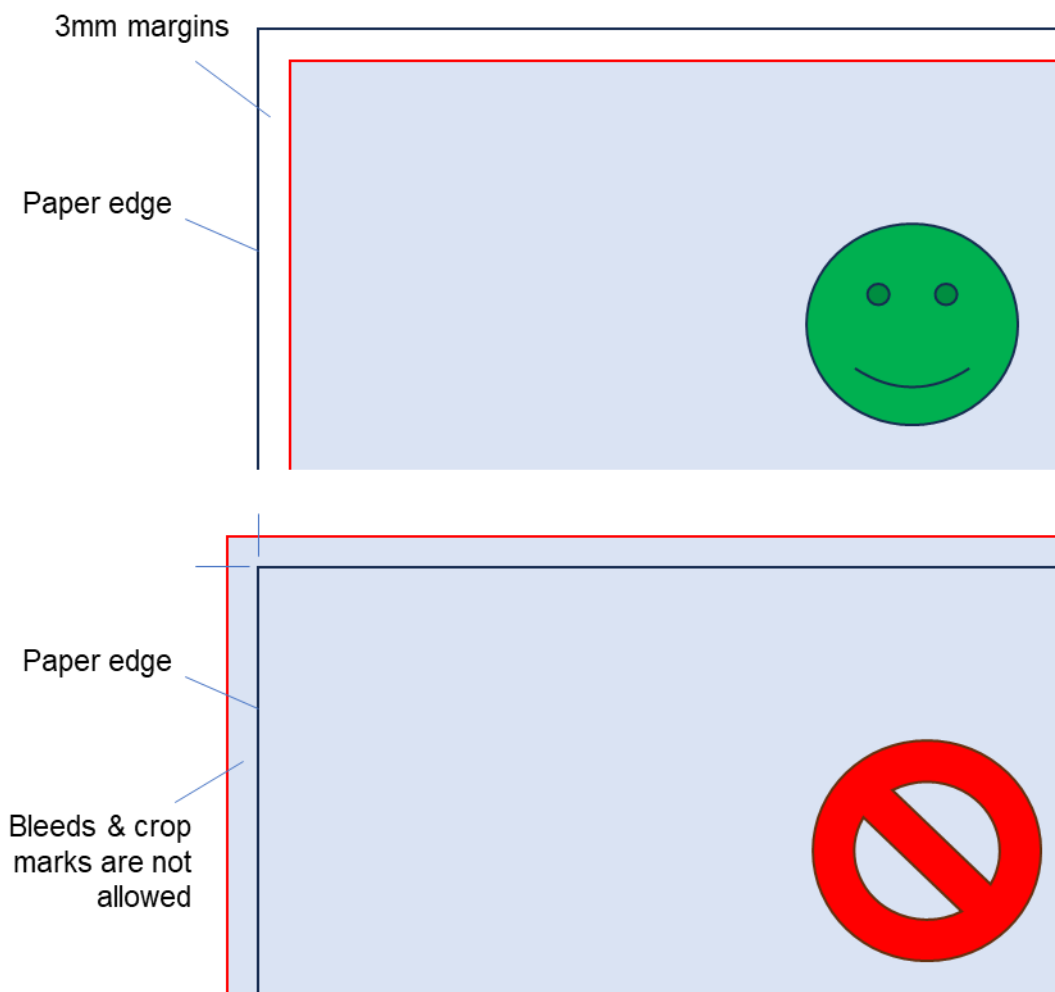 3mm margins
Paper edge
Paper edge
Bleeds & crop
marks are not
allowed